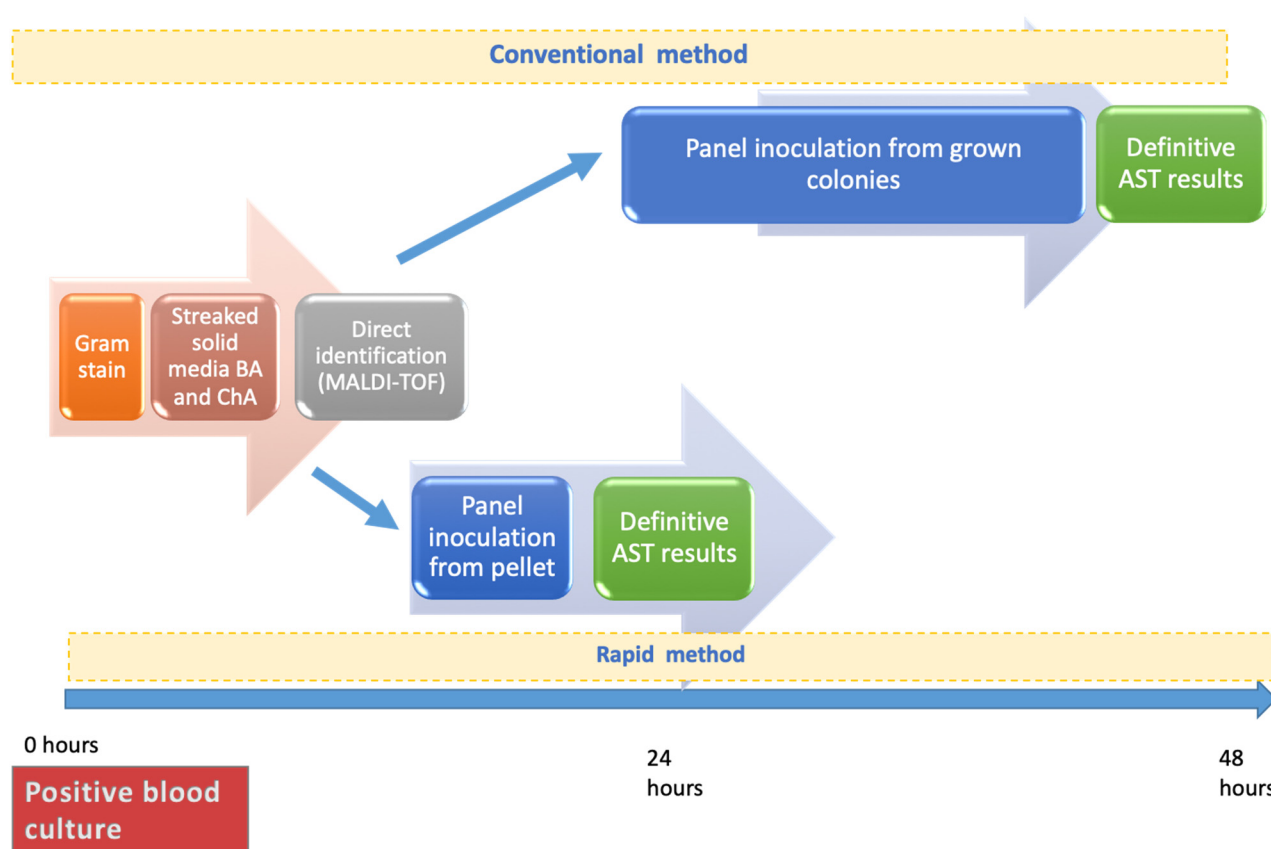 Conventional method
Panel inoculation from grown
colonies
Definitive
AST results
Gram
stain
Streaked
solid
media BA
and ChA
Direct
identification
(MALDI-TOF)
Panel
inoculation
from pellet
Definitive
AST results
Rapid method
0 hours
24
hours
48
hours
Positive blood
culture